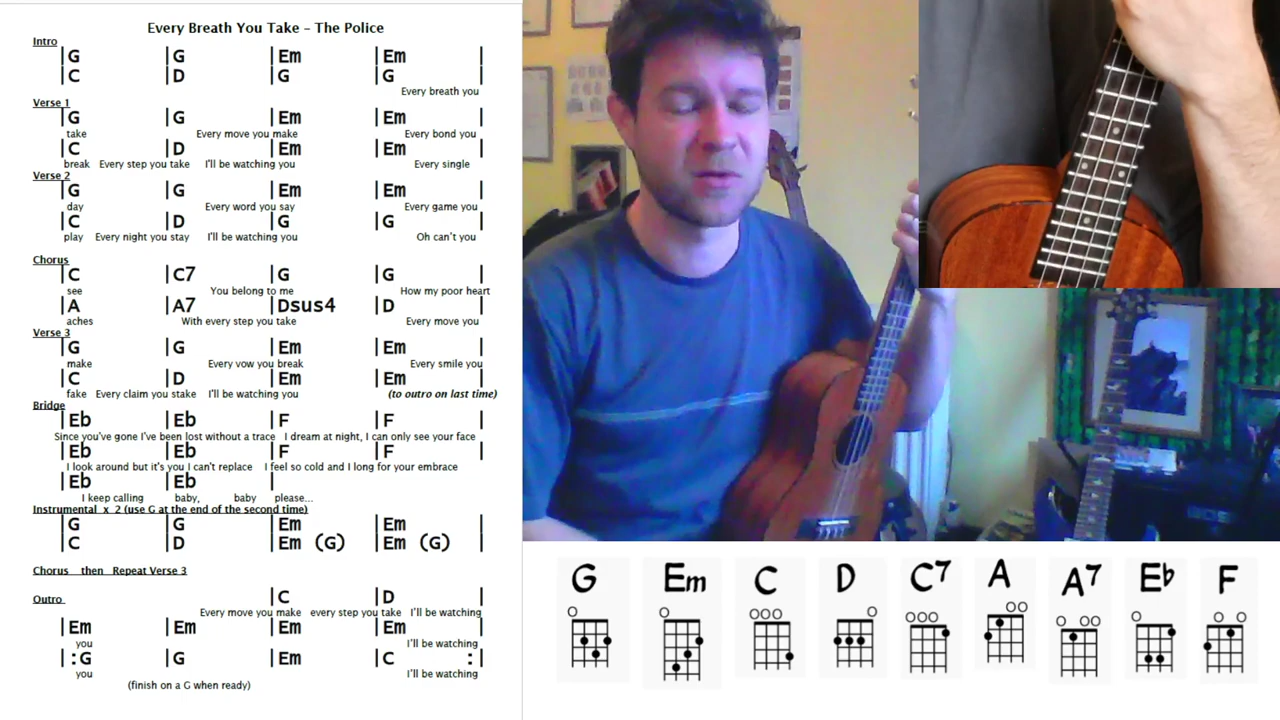 Every Breath You Take – The Police
Intro
|G |G |Em |Em |
|C |D |G |G |
Every breath you
Verse 1
|G |G |Em |Em |
take Every move you make Every bond you
|C |D |Em |Em |
break Every step you take I'll be watching you Every single
Verse 2
|G |G |Em |Em |
day Every word you say Every game you
|C |D |G |G |
play Every night you stay I'll be watching you Oh can't you
Chorus
|C |C7 |G |G |
see You belong to me How my poor heart
|A |A7 |Dsus4 |D |
aches With every step you take Every move you
Verse 3
|G |G |Em |Em |
make Every vow you break Every smile you
|C |D |Em |Em |
fake Every claim you stake I'll be watching you (to outro on last time)
Bridge
|Eb |Eb |F |F |
Since you've gone I've been lost without a trace I dream at night, I can only see your face
|Eb |Eb |F |F |
I look around but it's you I can't replace I feel so cold and I long for your embrace
|Eb |Eb |
I keep calling baby, baby please...
Instrumental x 2 (use G at the end of the second time)
|G |G |Em |Em |
|C |D |Em (G) |Em (G) |
Chorus then Repeat Verse 3
Outro |C |D |
Every move you make every step you take I'll be watching
|Em |Em |Em |Em |
you I'll be watching
|:G |G |Em |C :|
you I'll be watching
(finish on a G when ready)
G Em C D C7 A A7 Eb F